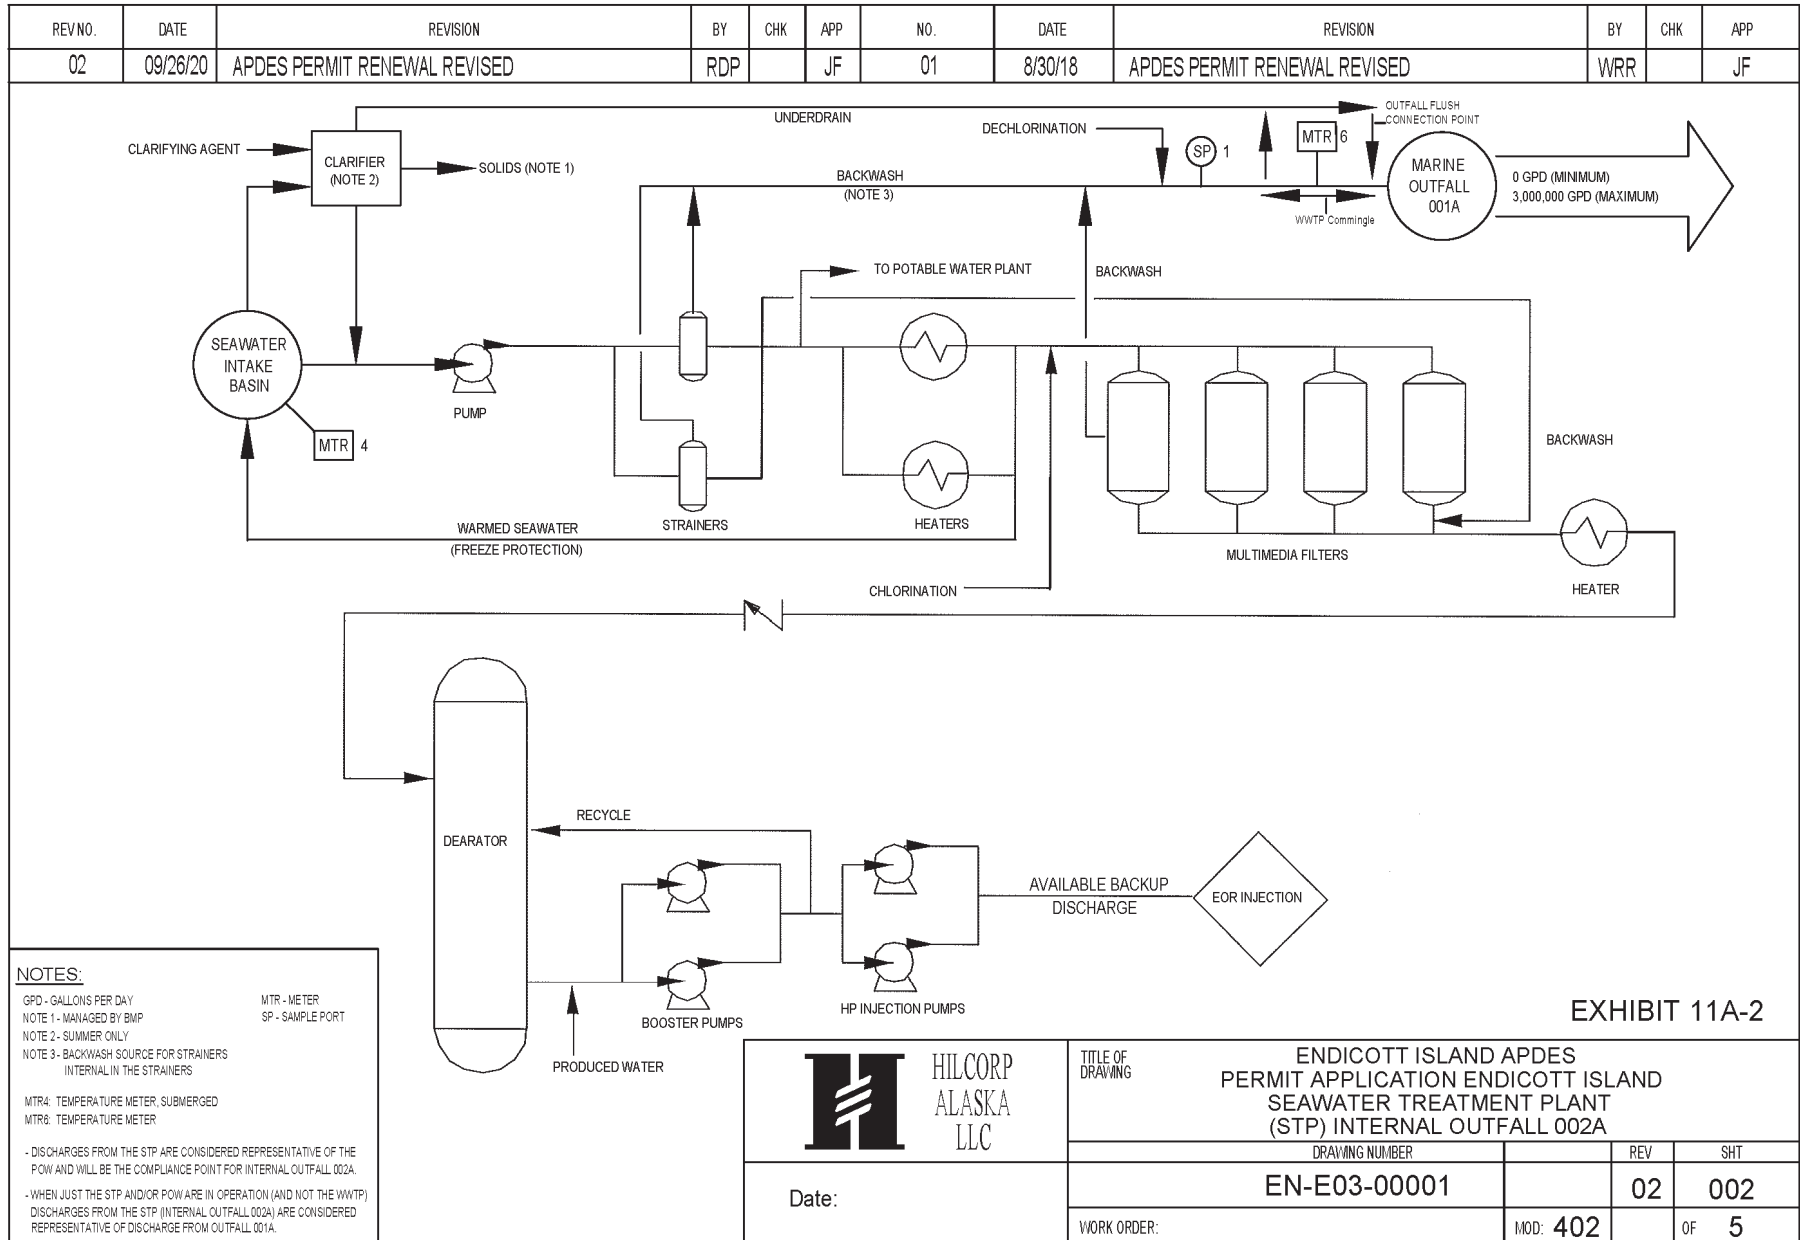 REV NO. DATE REVISION BY CHK APP NO. DATE REVISION BY CHK APP
02 09/26/20 APDES PERMIT RENEWAL REVISED RDP JF 01 8/30/18 APDES PERMIT RENEWAL REVISED WRR JF
UNDERDRAIN
OUTFALL FLUSH
CONNECTION POINT
DECHLORINATION
CLARIFYING AGENT
CLARIFIER
(NOTE 2)
SOLIDS (NOTE 1)
SP 1
MTR 6
MARINE
OUTFALL
001A
0 GPD (MINIMUM)
3,000,000 GPD (MAXIMUM)
BACKWASH
(NOTE 3)
WWTP Commingle
TO POTABLE WATER PLANT
BACKWASH
SEAWATER
INTAKE
BASIN
PUMP
MTR 4
BACKWASH
STRAINERS
HEATERS
WARMED SEAWATER
(FREEZE PROTECTION)
MULTIMEDIA FILTERS
HEATER
CHLORINATION
DEARATOR
RECYCLE
AVAILABLE BACKUP
DISCHARGE
EOR INJECTION
HP INJECTION PUMPS
BOOSTER PUMPS
PRODUCED WATER
NOTES:
GPD - GALLONS PER DAY MTR - METER
NOTE 1 - MANAGED BY BMP SP - SAMPLE PORT
NOTE 2 - SUMMER ONLY
NOTE 3 - BACKWASH SOURCE FOR STRAINERS
INTERNAL IN THE STRAINERS
MTR4: TEMPERATURE METER, SUBMERGED
MTR6: TEMPERATURE METER
- DISCHARGES FROM THE STP ARE CONSIDERED REPRESENTATIVE OF THE
POW AND WILL BE THE COMPLIANCE POINT FOR INTERNAL OUTFALL 002A.
- WHEN JUST THE STP AND/OR POW ARE IN OPERATION (AND NOT THE WWTP)
DISCHARGES FROM THE STP (INTERNAL OUTFALL 002A) ARE CONSIDERED
REPRESENTATIVE OF DISCHARGE FROM OUTFALL 001A.
EXHIBIT 11A-2
HILCORP
ALASKA
LLC
Date:
TITLE OF
DRAWING
ENDICOTT ISLAND APDES
PERMIT APPLICATION ENDICOTT ISLAND
SEAWATER TREATMENT PLANT
(STP) INTERNAL OUTFALL 002A
DRAWING NUMBER REV SHT
EN-E03-00001 02 002
WORK ORDER: MOD: 402 OF 5